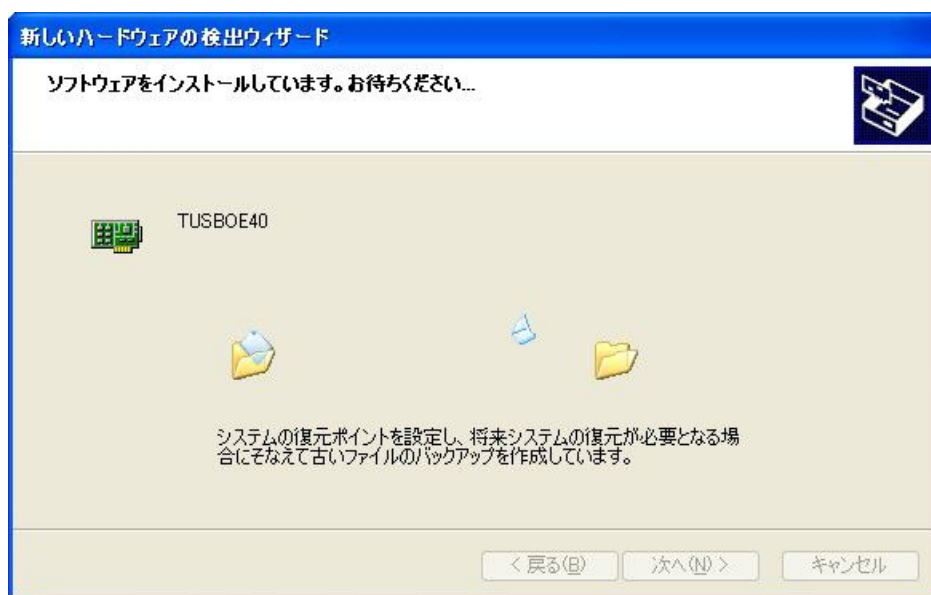 新しいハードウェアの検出ウィザード
ソフトウェアをインストールしています。お待ちください...
TUSBOE40
システムの復元ポイントを設定し、将来システムの復元が必要となる場
合にそなえて古いファイルのバックアップを作成しています。
< 戻る(B) 次へ(N) > キャンセル